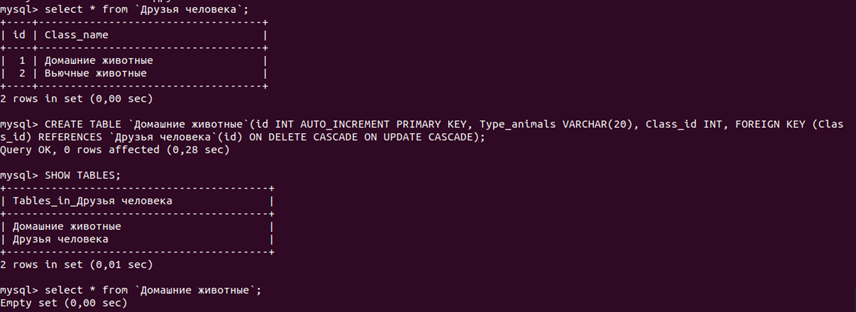 mysql> select * from `Друзья человека`;
+----+-----------------------------------+
| id | Class_name                        |
+----+-----------------------------------+
|  1 | Домашние животные                 |
|  2 | Вьючные животные                  |
+----+-----------------------------------+
2 rows in set (0,00 sec)
mysql> CREATE TABLE `Домашние животные`(id INT AUTO_INCREMENT PRIMARY KEY, Type_animals VARCHAR(20), Class_id INT, FOREIGN KEY (Clas
s_id) REFERENCES `Друзья человека`(id) ON DELETE CASCADE ON UPDATE CASCADE);
Query OK, 0 rows affected (0,28 sec)
mysql> SHOW TABLES;
+-----------------------------------------+
| Tables_in_Друзья человека               |
+-----------------------------------------+
| Домашние животные                       |
| Друзья человека                         |
+-----------------------------------------+
2 rows in set (0,01 sec)
mysql> select * from `Домашние животные`;
Empty set (0,00 sec)